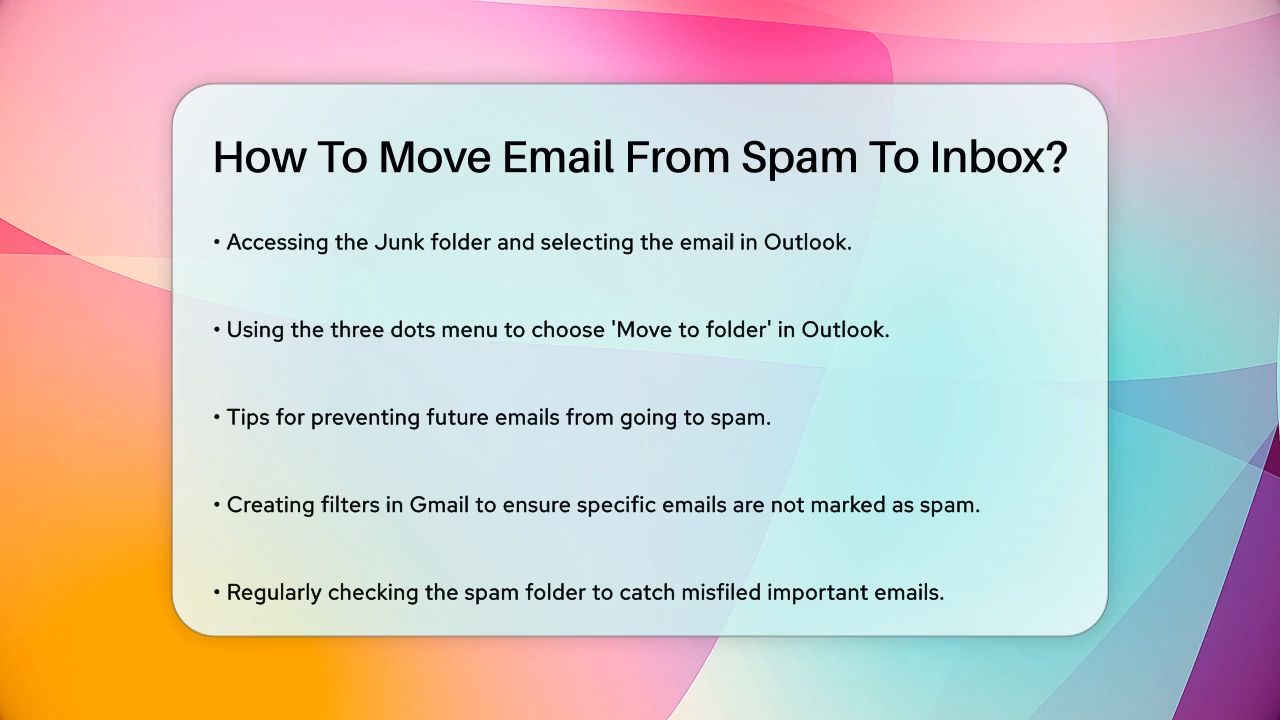 How To Move Email From Spam To Inbox?
• Accessing the Junk folder and selecting the email in Outlook.
• Using the three dots menu to choose 'Move to folder' in Outlook.
• Tips for preventing future emails from going to spam.
• Creating filters in Gmail to ensure specific emails are not marked as spam.
• Regularly checking the spam folder to catch misfiled important emails.